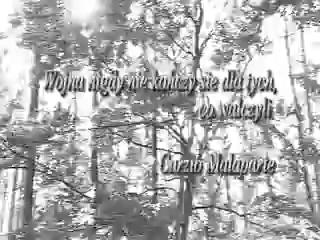 Wojna nigdy nie kończy się dla tych,
co walczyli
Curzio Malaparte